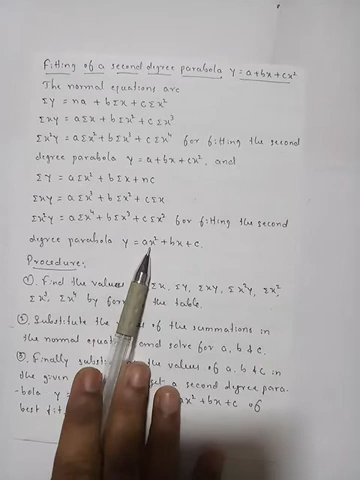 Fitting of a second degree parabola y = a+bx+cx²
The normal equations are
Σy = na + bΣx + cΣx²
Σxy = aΣx + bΣx² + cΣx³
Σx²y = aΣx² + bΣx³ + cΣx⁴ for fitting the second
degree parabola y = a+bx+cx², and
Σy = aΣx² + bΣx + nc
Σxy = aΣx³ + bΣx² + cΣx
Σx²y = aΣx⁴ + bΣx³ + cΣx² for fitting the second
degree parabola y = ax² + bx + c.
Procedure:
①. Find the values Σx, Σy, Σxy, Σx²y, Σx²,
Σx³, Σx⁴ by the table.
②. Substitute the of the summations in
the normal and solve for a, b & c.
③. Finally the values of a, b & c in
the given get a second degree para
-bola y = ax² + bx + c of
best